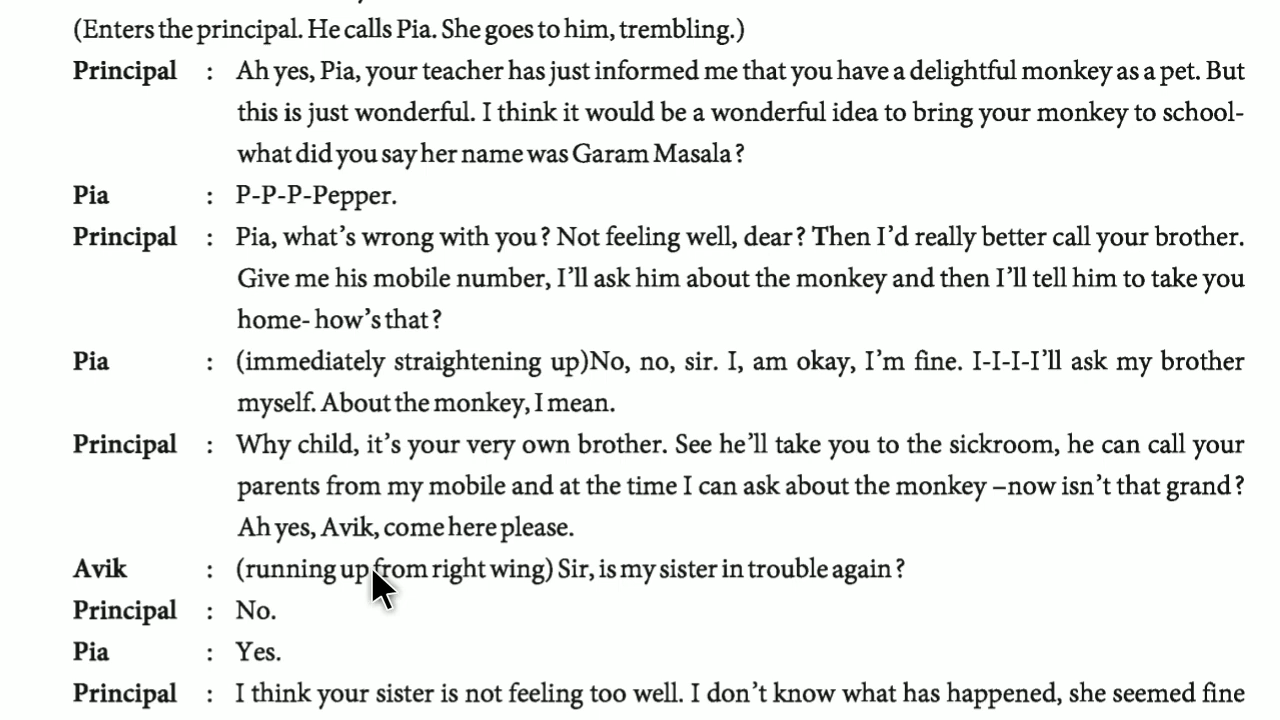 (Enters the principal. He calls Pia. She goes to him, trembling.)
Principal : Ah yes, Pia, your teacher has just informed me that you have a delightful monkey as a pet. But
this is just wonderful. I think it would be a wonderful idea to bring your monkey to school-
what did you say her name was Garam Masala?
Pia : P-P-P-Pepper.
Principal : Pia, what's wrong with you? Not feeling well, dear? Then I'd really better call your brother.
Give me his mobile number, I'll ask him about the monkey and then I'll tell him to take you
home- how's that?
Pia : (immediately straightening up)No, no, sir. I, am okay, I'm fine. I-I-I-I'll ask my brother
myself. About the monkey, I mean.
Principal : Why child, it's your very own brother. See he'll take you to the sickroom, he can call your
parents from my mobile and at the time I can ask about the monkey –now isn't that grand?
Ah yes, Avik, come here please.
Avik : (running up from right wing) Sir, is my sister in trouble again?
Principal : No.
Pia : Yes.
Principal : I think your sister is not feeling too well. I don't know what has happened, she seemed fine